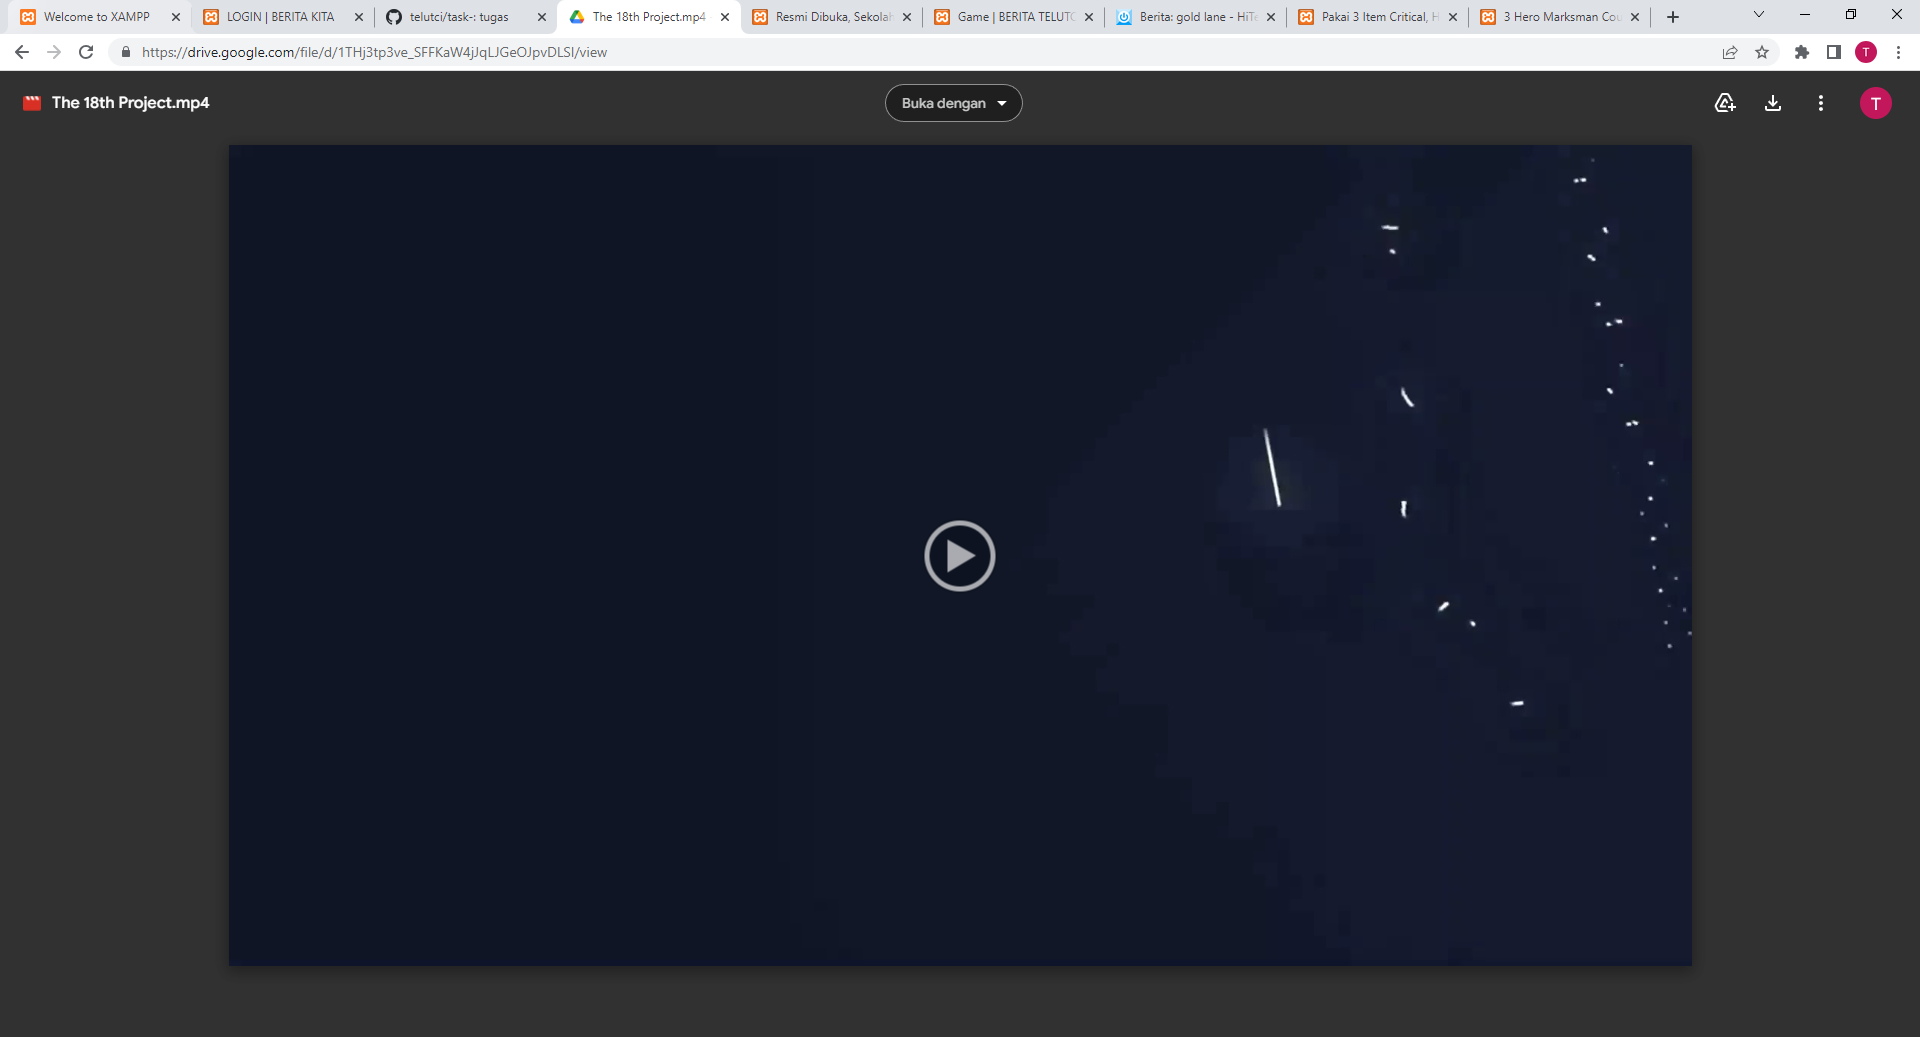 Welcome to XAMPP
LOGIN | BERITA KITA
telutci/task-: tugas
The 18th Project.mp4
Resmi Dibuka, Sekolah
Game | BERITA TELUTC
Berita: gold lane - HiTe
Pakai 3 Item Critical, H
3 Hero Marksman Cou
https://drive.google.com/file/d/1THj3tp3ve_SFFKaW4jJqLJGeOJpvDLSl/view
T
The 18th Project.mp4
Buka dengan
T